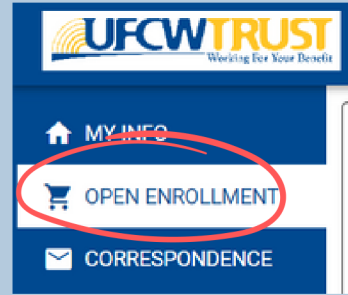 UFCWTRUST
Working For Your Benefit
MY INFO
OPEN ENROLLMENT
CORRESPONDENCE